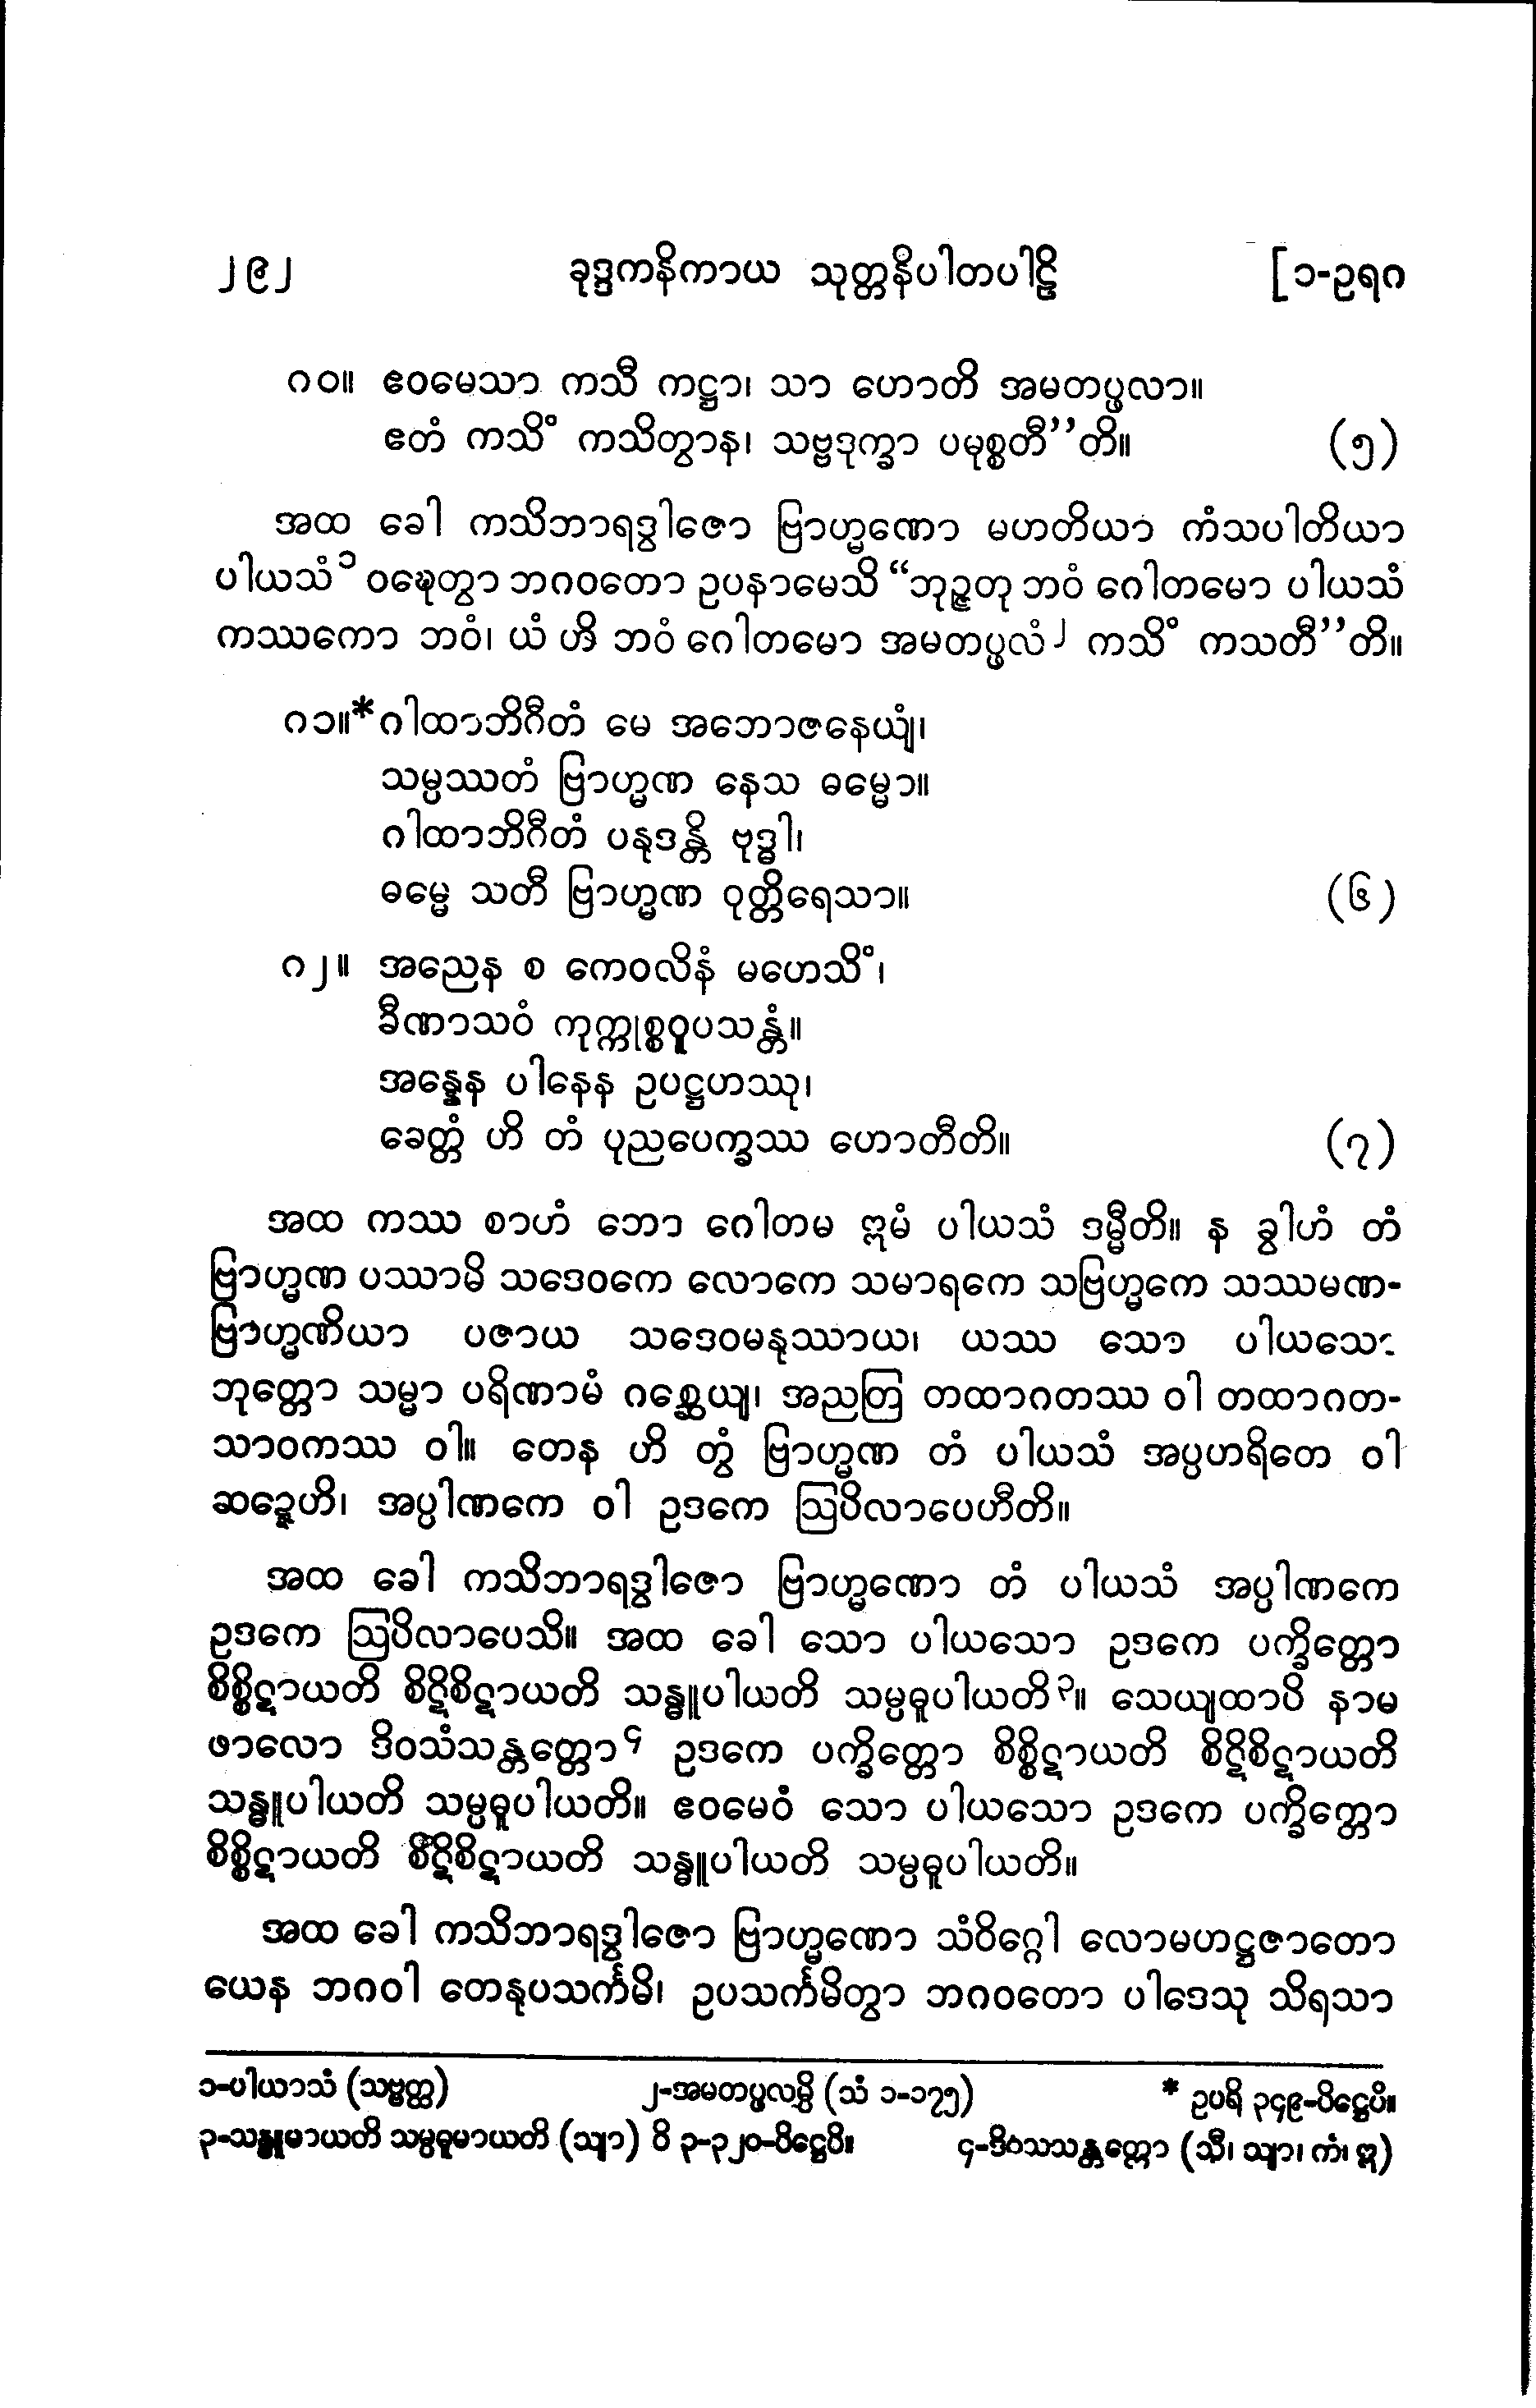 ၂၉၂ ခုဒ္ဒကနိကာယ သုတ္တနိပါတပါဠိ [၁-ဥရဂ
ဂ၀။ ဧဝမေသာ ကသီ ကဋ္ဌာ၊ သာ ဟောတိ အမတပ္ဖလာ။
ဧတံ ကသိံ ကသိတွာန၊ သဗ္ဗဒုက္ခာ ပမုစ္စတီ’’တိ။ (၅)
အထ ခေါ ကသိဘာရဒွါဇော ဗြာဟ္မဏော မဟတိယာ ကံသပါတိယာ
ပါယသံ၁ ဝဍ္ဎေတွာ ဘဂဝတော ဥပနာမေသိ “ဘုဉ္ဇတု ဘဝံ ဂေါတမော ပါယသံ
ကဿကော ဘဝံ၊ ယံ ဟိ ဘဝံ ဂေါတမော အမတပ္ဖလံ၂ ကသိံ ကသတီ’’တိ။
ဂ၁။*ဂါထာဘိဂီတံ မေ အဘောဇနေယျံ၊
သမ္ပဿတံ ဗြာဟ္မဏ နေသ ဓမ္မော။
ဂါထာဘိဂီတံ ပနုဒန္တိ ဗုဒ္ဓါ၊
ဓမ္မေ သတီ ဗြာဟ္မဏ ဝုတ္တိရေသာ။ (၆)
ဂ၂။ အညေန စ ကေဝလိနံ မဟေသိံ၊
ခီဏာသဝံ ကုက္ကုစ္စဝူပသန္တံ။
အန္နေန ပါနေန ဥပဋ္ဌဟဿု၊
ခေတ္တံ ဟိ တံ ပုညပေက္ခဿ ဟောတီတိ။ (၇)
အထ ကဿ စာဟံ ဘော ဂေါတမ ဣမံ ပါယသံ ဒမ္မီတိ။ န ခွါဟံ တံ
ဗြာဟ္မဏ ပဿာမိ သဒေဝကေ လောကေ သမာရကေ သဗြဟ္မကေ သဿမဏ-
ဗြာဟ္မဏိယာ ပဇာယ သဒေဝမနုဿာယ၊ ယဿ သော ပါယသော
ဘုတ္တော သမ္မာ ပရိဏာမံ ဂစ္ဆေယျ၊ အညတြ တထာဂတဿ ဝါ တထာဂတ-
သာဝကဿ ဝါ။ တေန ဟိ တွံ ဗြာဟ္မဏ တံ ပါယသံ အပ္ပဟရိတေ ဝါ
ဆဍ္ဍေဟိ၊ အပ္ပါဏကေ ဝါ ဥဒကေ ဩပိလာပေဟီတိ။
အထ ခေါ ကသိဘာရဒွါဇော ဗြာဟ္မဏော တံ ပါယသံ အပ္ပါဏကေ
ဥဒကေ ဩပိလာပေသိ။ အထ ခေါ သော ပါယသော ဥဒကေ ပက္ခိတ္တော
စိစ္စိဋာယတိ စိဋိစိဋာယတိ သန္ဓူပါယတိ သမ္ပဓူပါယတိ၃။ သေယျထာပိ နာမ
ဖာလော ဒိဝသံသန္တတ္တော၄ ဥဒကေ ပက္ခိတ္တော စိစ္စိဋာယတိ စိဋိစိဋာယတိ
သန္ဓူပါယတိ သမ္ပဓူပါယတိ။ ဧဝမေဝံ သော ပါယသော ဥဒကေ ပက္ခိတ္တော
စိစ္စိဋာယတိ စိဋိစိဋာယတိ သန္ဓူပါယတိ သမ္ပဓူပါယတိ။
အထ ခေါ ကသိဘာရဒွါဇော ဗြာဟ္မဏော သံဝိဂ္ဂေါ လောမဟဋ္ဌဇာတော
ယေန ဘဂဝါ တေနုပသင်္ကမိ၊ ဥပသင်္ကမိတွာ ဘဂဝတော ပါဒေသု သိရသာ
၁-ပါယာသံ (သဗ္ဗတ္ထ) ၂-အမတပ္ဖလမ္ပိ (သံ ၁-၁၇၅) * ဥပရိ ၃၄၉-ပိဋ္ဌေပိ။
၃-သန္ဓူမာယတိ သမ္ပဓူမာယတိ (သျာ) ဝိ ၃-၃၂၀-ပိဋ္ဌေပိ။ ၄-ဒိဝသသန္တတ္တော (သီ၊ သျာ၊ ကံ၊ ဣ)